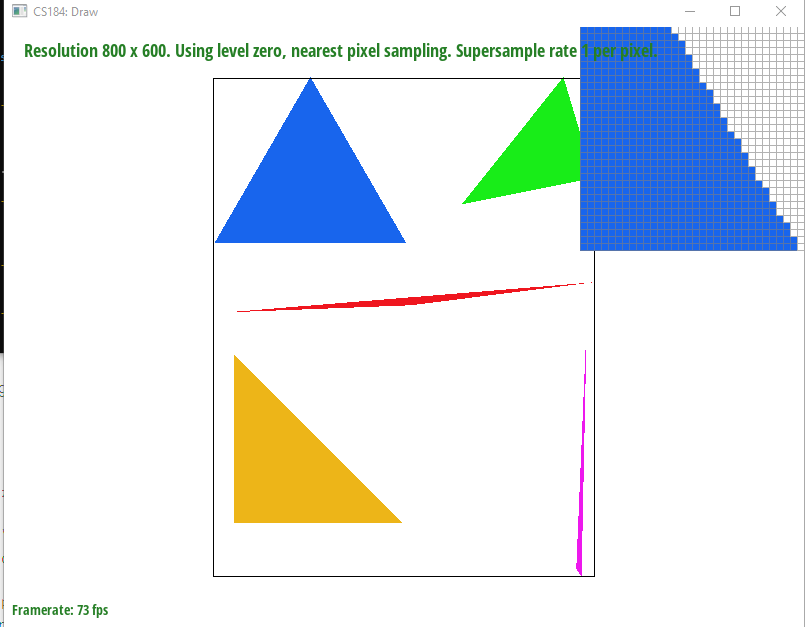 CS184: Draw
Resolution 800 x 600. Using level zero, nearest pixel sampling. Supersample rate 1 per pixel.
Framerate: 73 fps